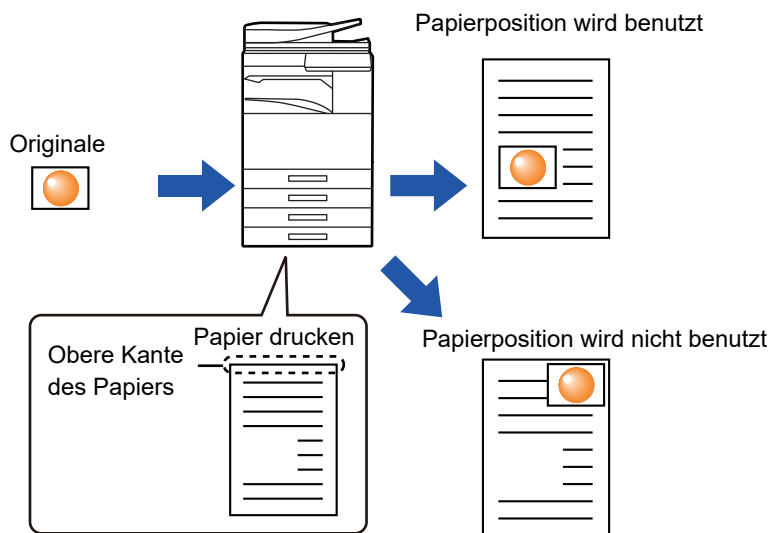 Papierposition wird benutzt
Originale
Papier drucken
Obere Kante
des Papiers
Papierposition wird nicht benutzt